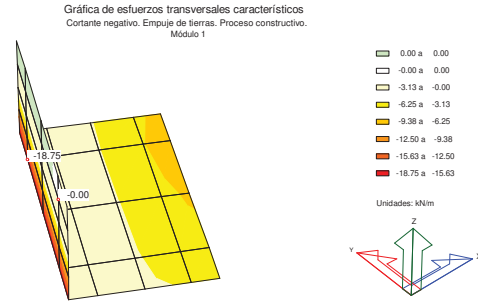 Gráfica de esfuerzos transversales característicos
Cortante negativo. Empuje de tierras. Proceso constructivo.
Módulo 1
0.00 a 0.00
-0.00 a 0.00
-3.13 a -0.00
-6.25 a -3.13
-9.38 a -6.25
-12.50 a -9.38
-15.63 a -12.50
-18.75 a -15.63
-18.75
-0.00
Unidades: kN/m
Z
Y
X